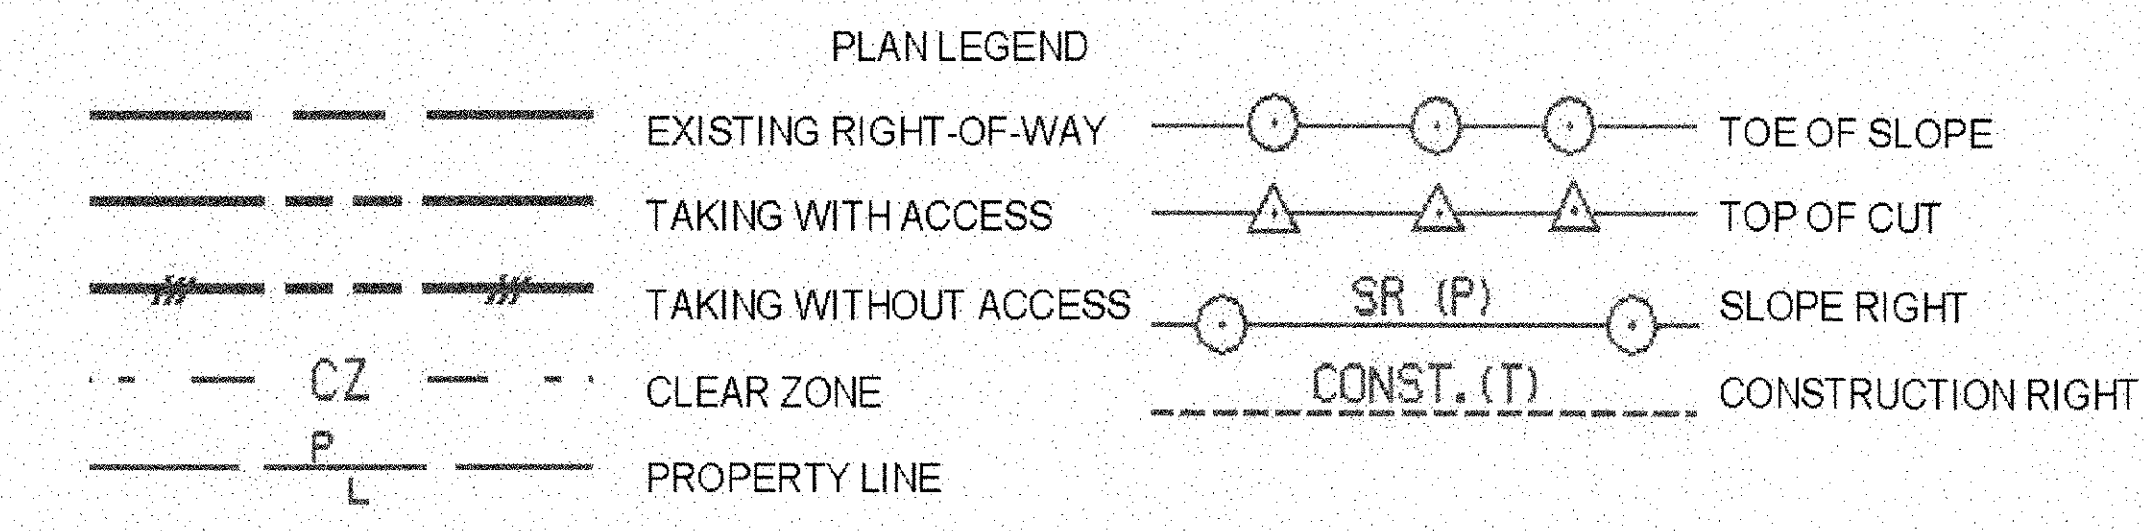 PLAN LEGEND
EXISTING RIGHT-OF-WAY
TAKING WITH ACCESS
TAKING WITHOUT ACCESS
CZ
CLEAR ZONE
P
L
PROPERTY LINE
TOE OF SLOPE
TOP OF CUT
SR (P)
SLOPE RIGHT
CONST.(T)
CONSTRUCTION RIGHT